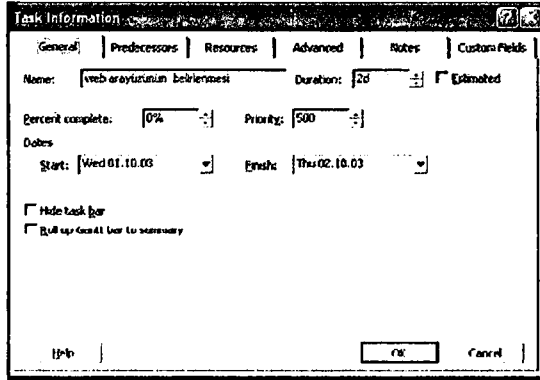 Task Information
General Predecessors Resources Advanced Notes Custom Fields
Name: web arayüzünün belirlenmesi Duration: 2d Estimated
Percent complete: 0% Priority: 500
Dates
Start: Wed 01.10.03 Finish: Thu 02.10.03
Hide task bar
Roll up Gantt bar to summary
Help OK Cancel